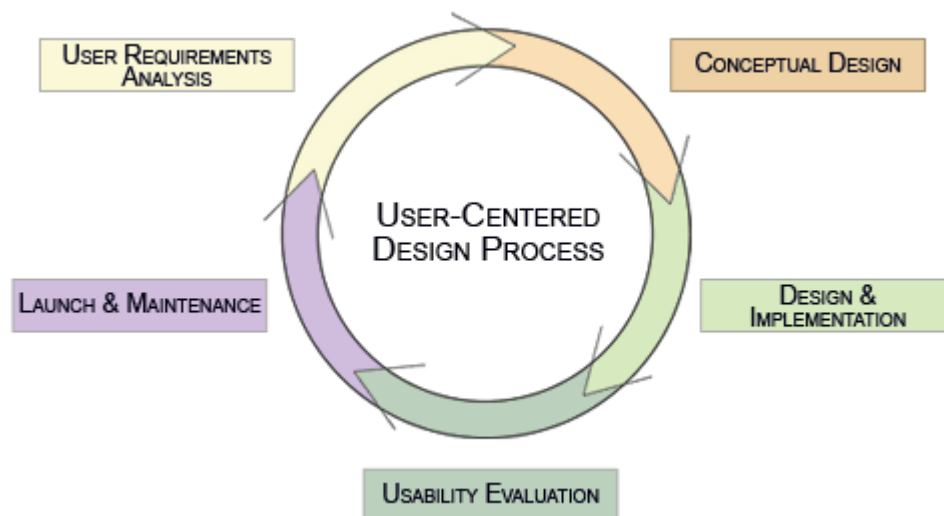 User Requirements
Analysis
Conceptual Design
User-Centered
Design Process
Launch & Maintenance
Design &
Implementation
Usability Evaluation